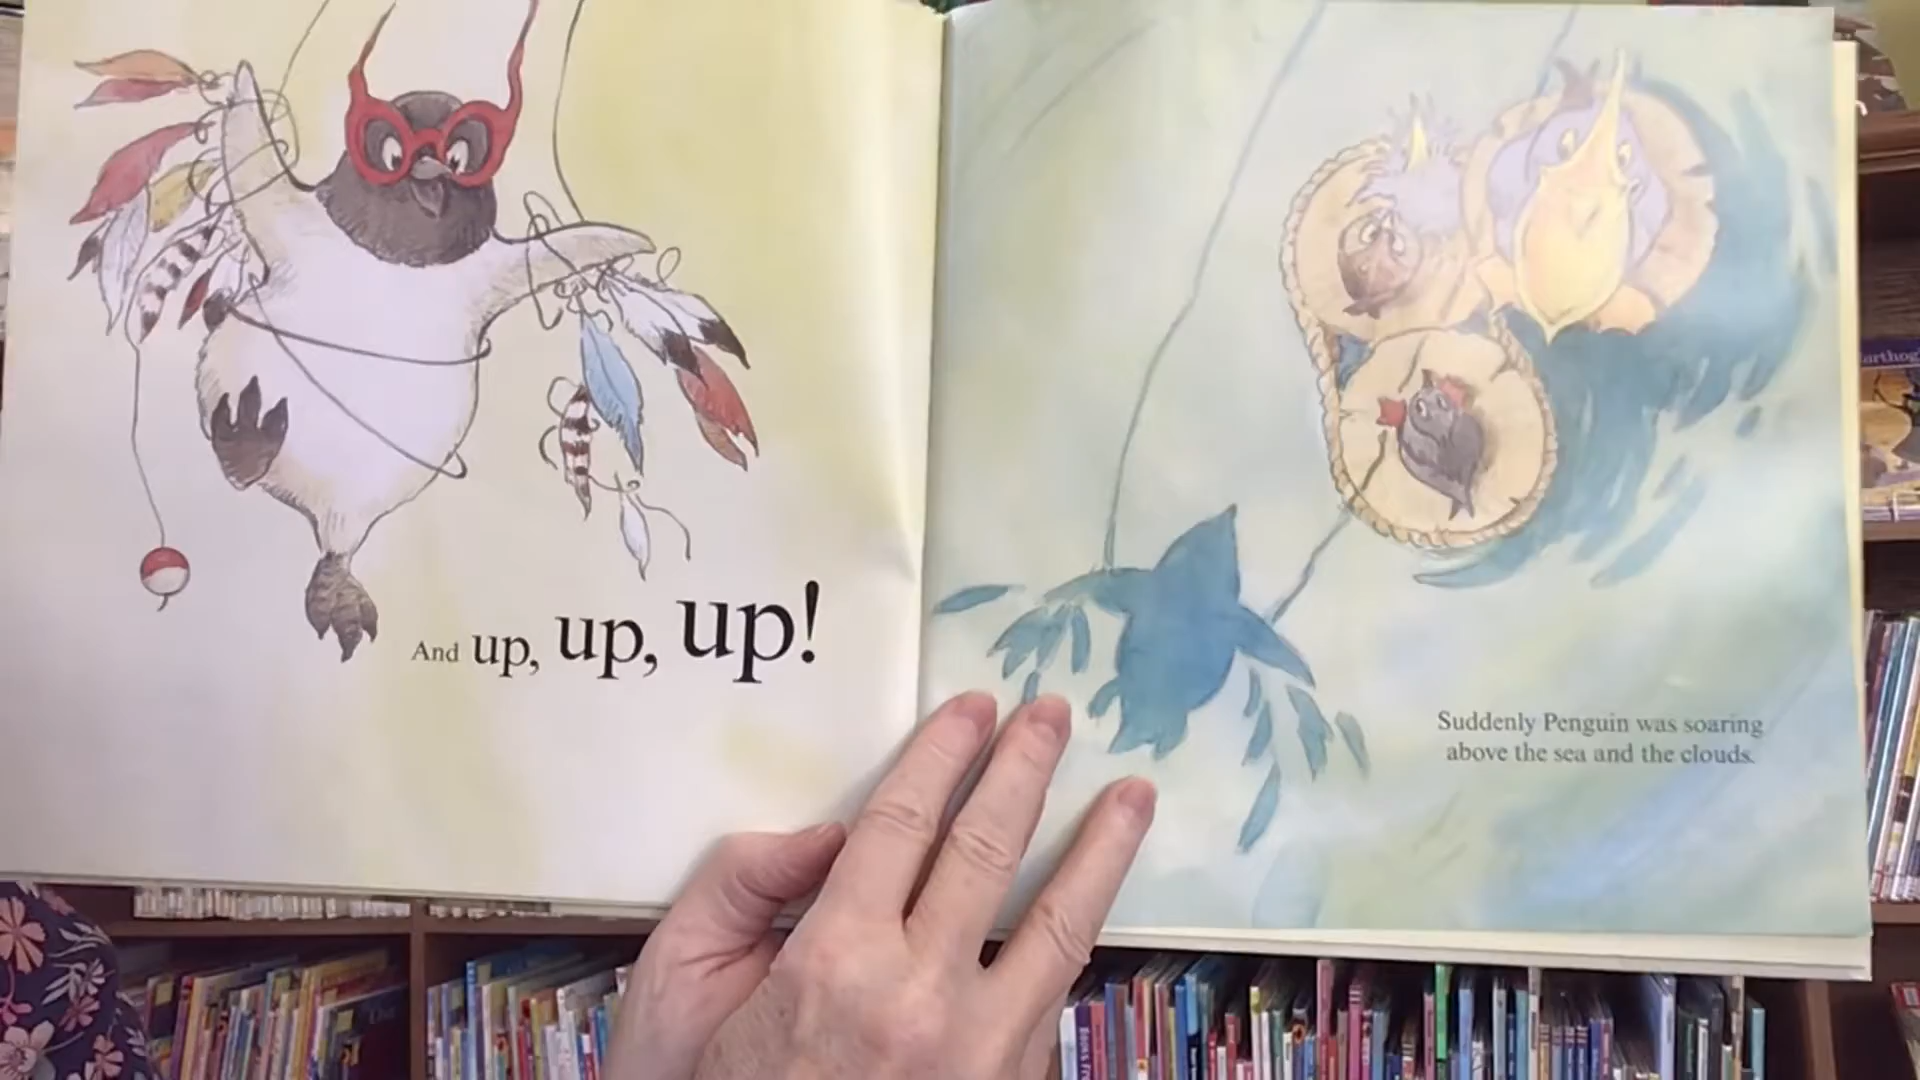 And up, up, up!
Suddenly Penguin was soaring
above the sea and the clouds.